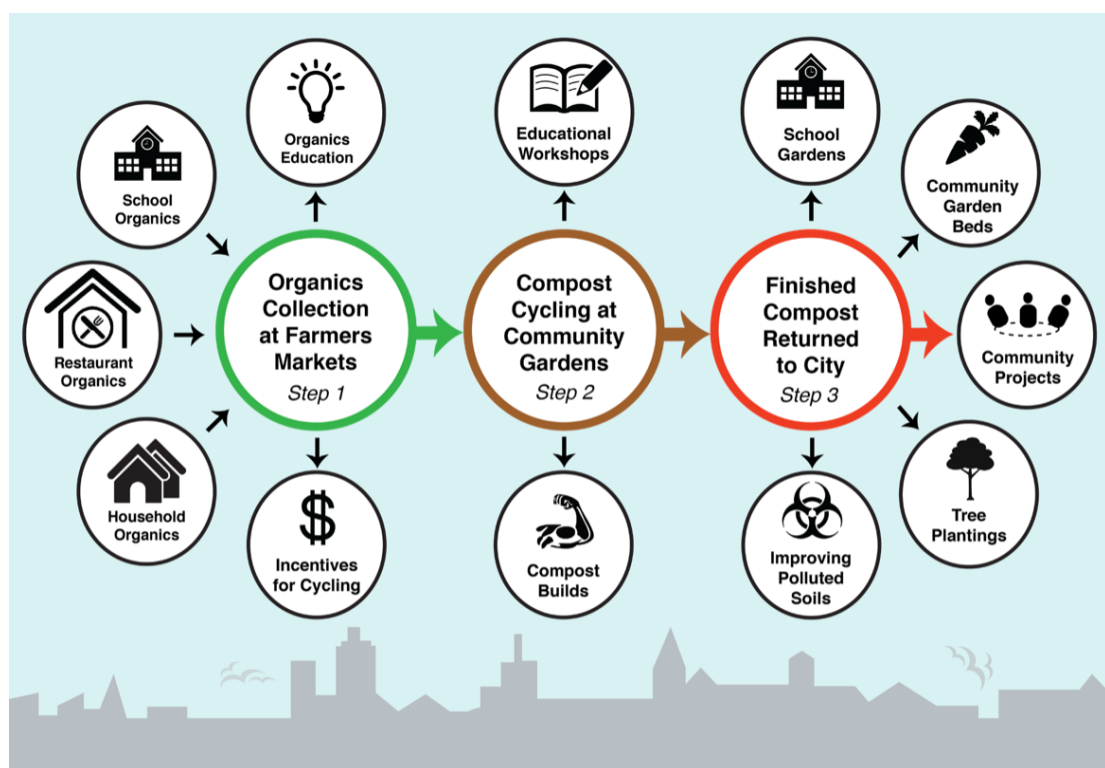 Organics
Education
Educational
Workshops
School
Gardens
School
Organics
Community
Garden
Beds
Restaurant
Organics
Organics
Collection
at Farmers
Markets
Step 1
Compost
Cycling at
Community
Gardens
Step 2
Finished
Compost
Returned
to City
Step 3
Community
Projects
Household
Organics
Incentives
for Cycling
Compost
Builds
Improving
Polluted
Soils
Tree
Plantings